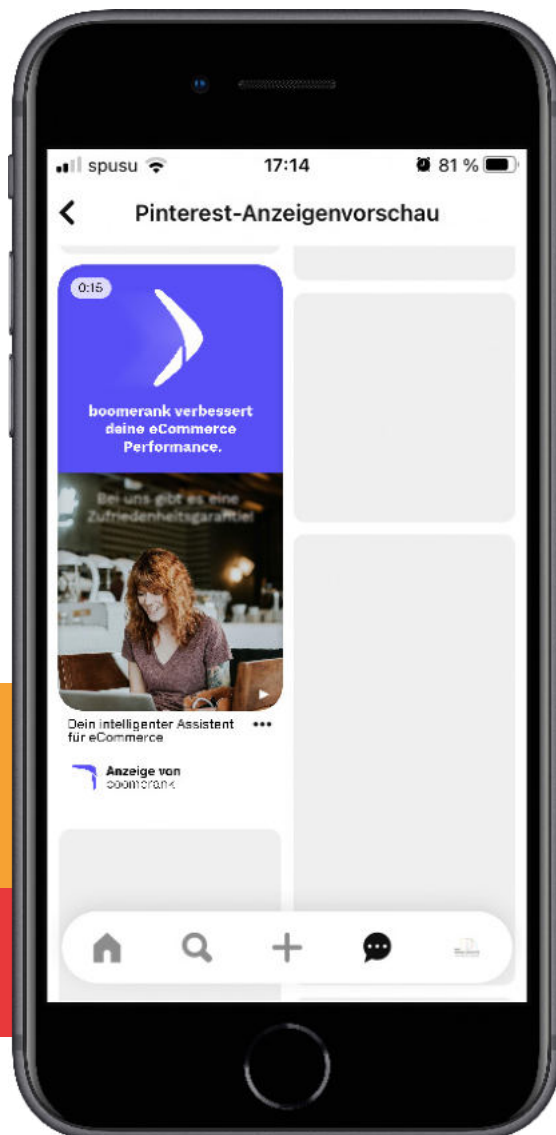 spusu
17:14
81 %
Pinterest-Anzeigenvorschau
0:15
boomerank verbessert
deine eCommerce
Performance.
Bei uns gibt es eine
Zufriedenheitsgarantie!
Dein intelligenter Assistent
für eCommerce
Anzeige von
boomerank